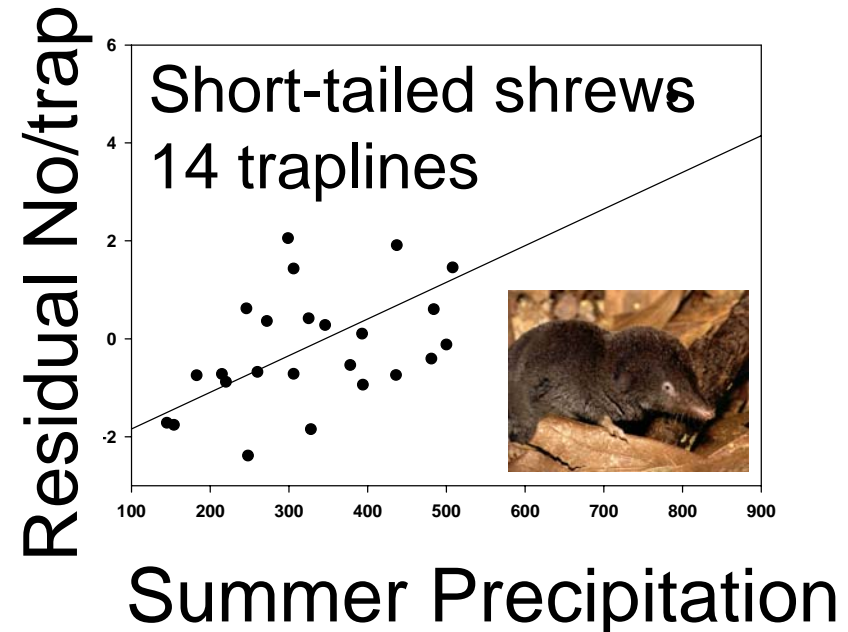 Residual No/trap
Short-tailed shrews
14 traplines
6
4
2
0
-2
100 200 300 400 500 600 700 800 900
Summer Precipitation